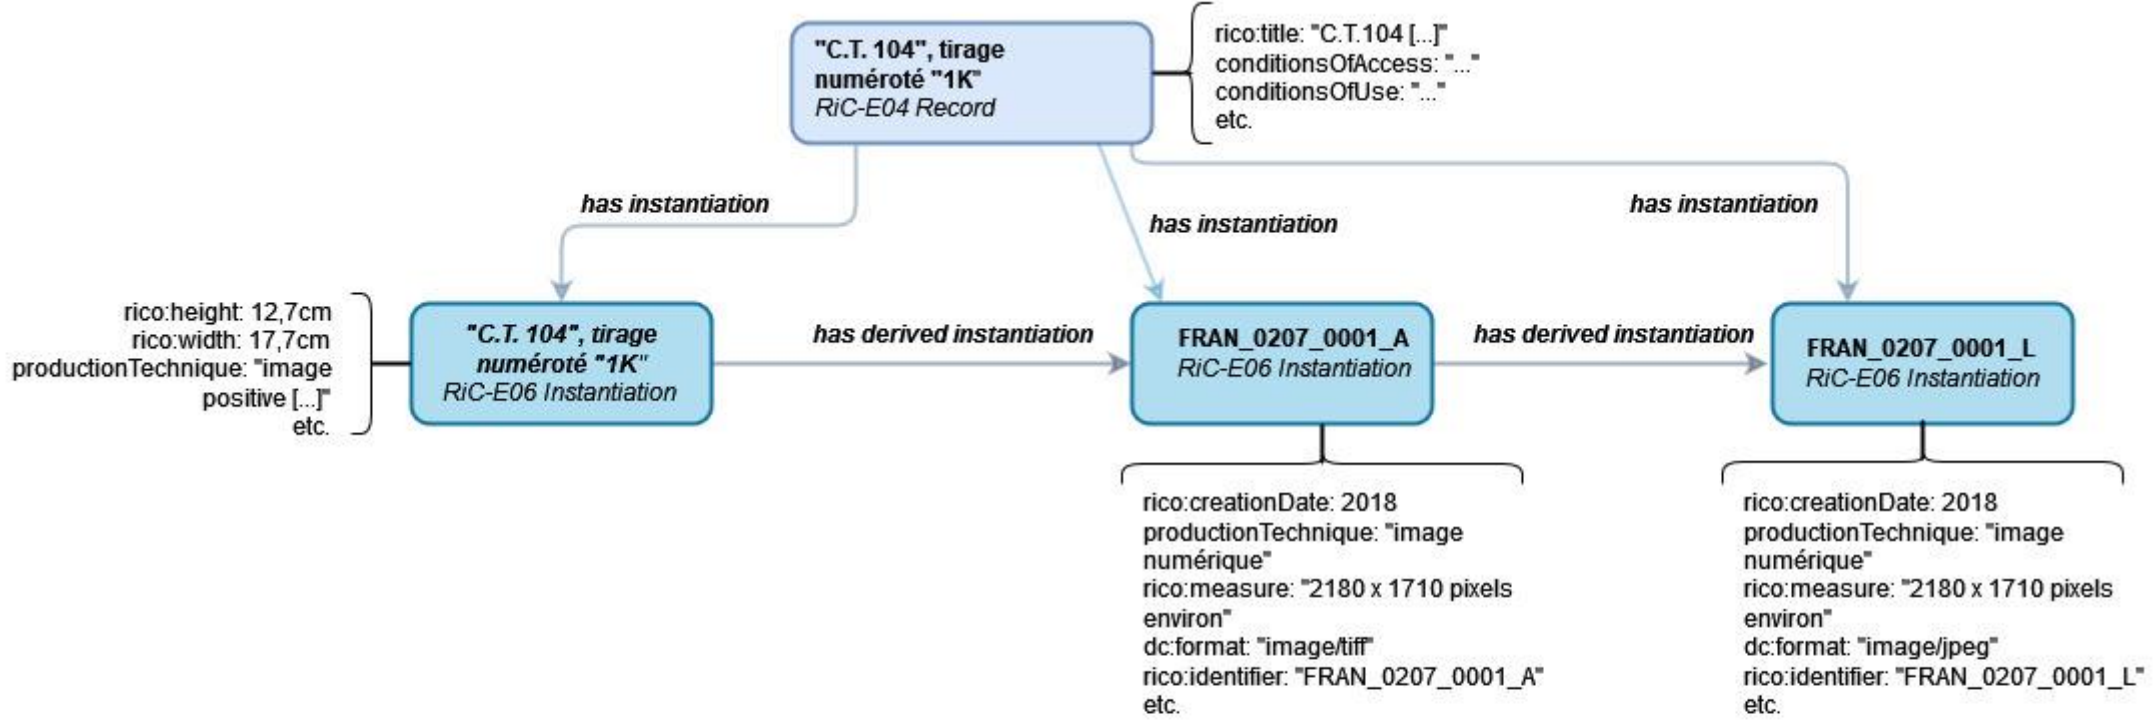 "C.T. 104", tirage
numéroté "1K"
RiC-E04 Record
rico:title: "C.T.104 [...]"
conditionsOfAccess: "..."
conditionsOfUse: "..."
etc.
has instantiation
has instantiation
has instantiation
rico:height: 12,7cm
rico:width: 17,7cm
productionTechnique: "image
positive [...]"
etc.
"C.T. 104", tirage
numéroté "1K"
RiC-E06 Instantiation
has derived instantiation
FRAN_0207_0001_A
RiC-E06 Instantiation
has derived instantiation
FRAN_0207_0001_L
RiC-E06 Instantiation
rico:creationDate: 2018
productionTechnique: "image
numérique"
rico:measure: "2180 x 1710 pixels
environ"
dc:format: "image/tiff"
rico:identifier: "FRAN_0207_0001_A"
etc.
rico:creationDate: 2018
productionTechnique: "image
numérique"
rico:measure: "2180 x 1710 pixels
environ"
dc:format: "image/jpeg"
rico:identifier: "FRAN_0207_0001_L"
etc.